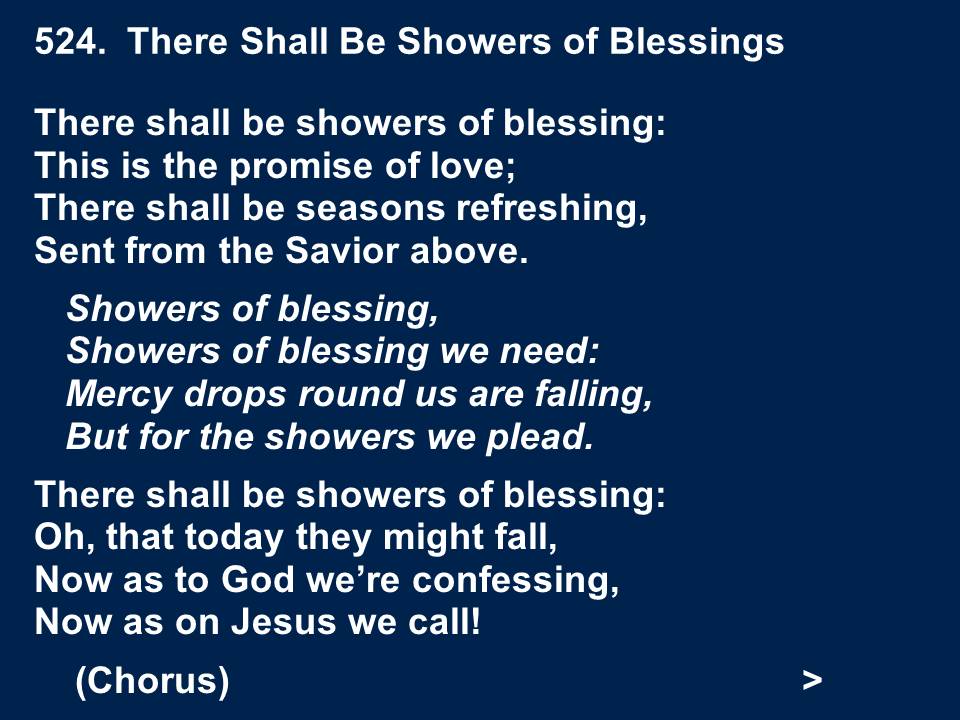 524.  There Shall Be Showers of Blessings
There shall be showers of blessing:
This is the promise of love;
There shall be seasons refreshing,
Sent from the Savior above.
Showers of blessing,
Showers of blessing we need:
Mercy drops round us are falling,
But for the showers we plead.
There shall be showers of blessing:
Oh, that today they might fall,
Now as to God we’re confessing,
Now as on Jesus we call!
(Chorus) >